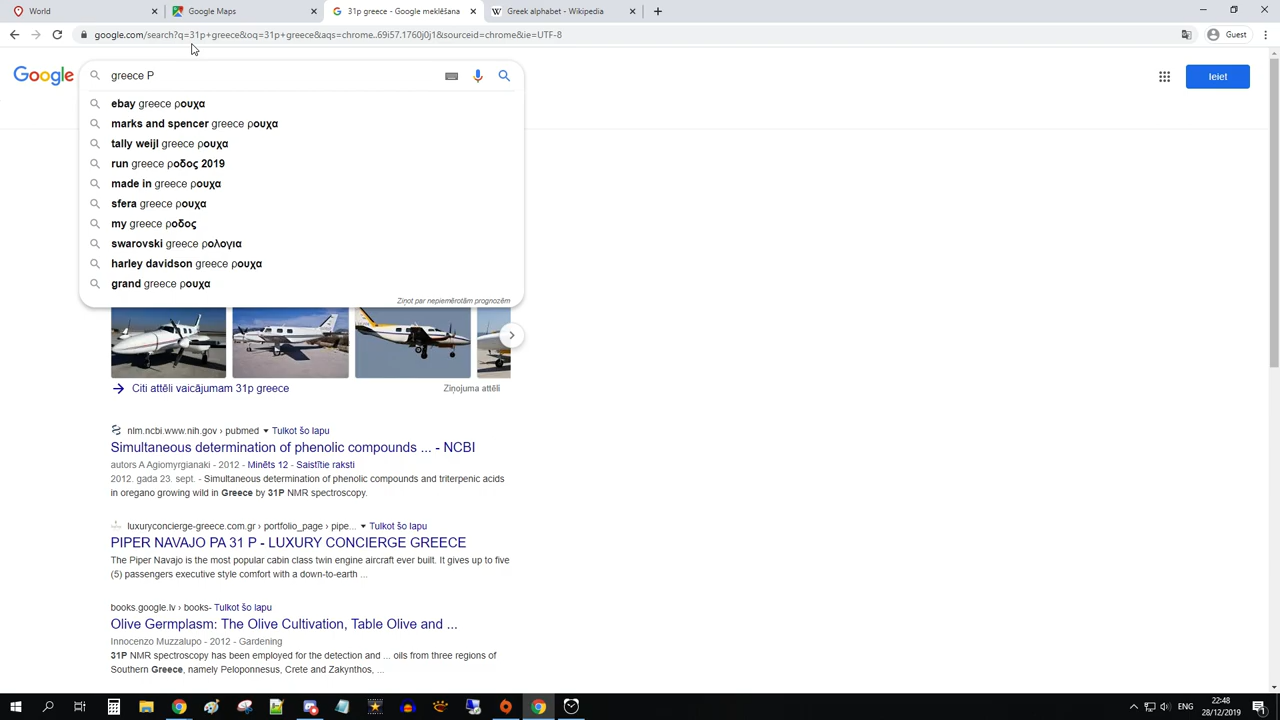 World
Google Maps
31p greece - Google meklēšana
Greek alphabet - Wikipedia
google.com/search?q=31p+greece&oq=31p+greece&aqs=chrome..69i57.1760j0j1&sourceid=chrome&ie=UTF-8
Guest
Google
greece Ρ
Ieiet
ebay greece ρουχα
marks and spencer greece ρουχα
tally weijl greece ρουχα
run greece ροδος 2019
made in greece ρουχα
sfera greece ρουχα
my greece ροδος
swarovski greece ρολογια
harley davidson greece ρουχα
grand greece ρουχα
Ziņot par nepiemērotām prognozēm
Citi attēli vaicājumam 31p greece
Ziņojuma attēli
nlm.ncbi.www.nih.gov › pubmed ▾ Tulkot šo lapu
Simultaneous determination of phenolic compounds ... - NCBI
autors A Agiomyrgianaki - 2012 - Minēts 12 - Saistītie raksti
2012. gada 23. sept. - Simultaneous determination of phenolic compounds and triterpenic acids
in oregano growing wild in Greece by 31P NMR spectroscopy.
luxuryconcierge-greece.com.gr › portfolio_page › pipe... ▾ Tulkot šo lapu
PIPER NAVAJO PA 31 P - LUXURY CONCIERGE GREECE
The Piper Navajo is the most popular cabin class twin engine aircraft ever built. It gives up to five
(5) passengers executive style comfort with a down-to-earth ...
books.google.lv › books- Tulkot šo lapu
Olive Germplasm: The Olive Cultivation, Table Olive and ...
Innocenzo Muzzalupo - 2012 - Gardening
31P NMR spectroscopy has been employed for the detection and ... oils from three regions of
Southern Greece, namely Peloponnesus, Crete and Zakynthos, ...
ENG
22:48
28/12/2019